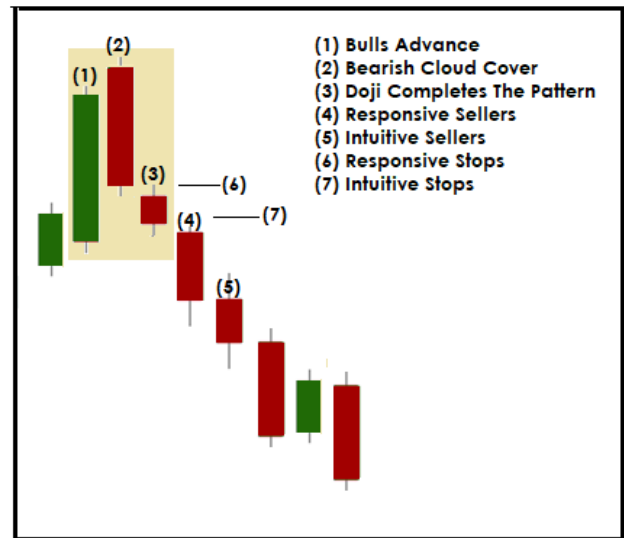 (2)
(1)
(3)
(6)
(4)
(7)
(5)
(1) Bulls Advance
(2) Bearish Cloud Cover
(3) Doji Completes The Pattern
(4) Responsive Sellers
(5) Intuitive Sellers
(6) Responsive Stops
(7) Intuitive Stops